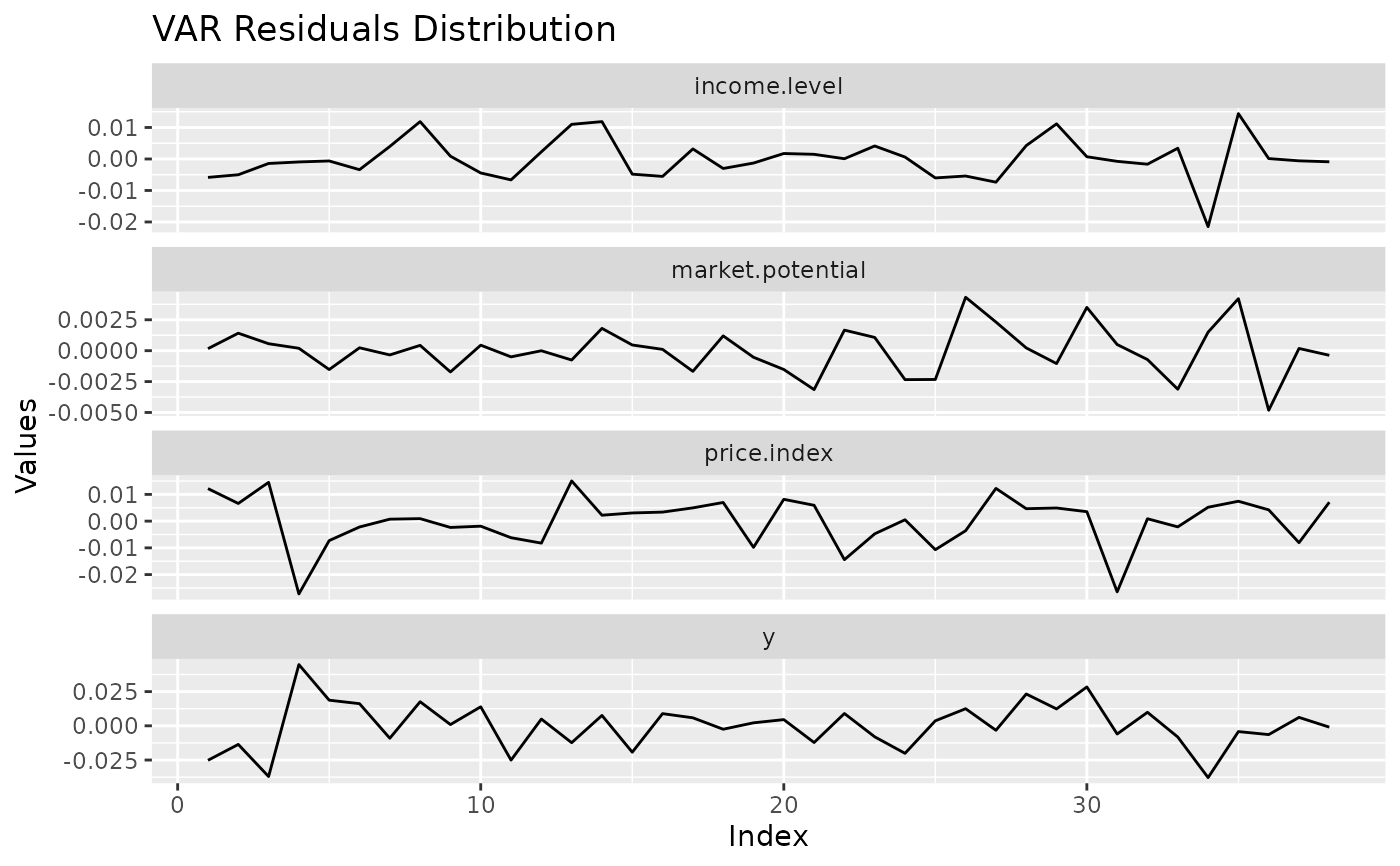 VAR Residuals Distribution
income.level
0.01
0.00
-0.01
-0.02
market.potential
0.0025
0.0000
-0.0025
-0.0050
price.index
0.01
0.00
-0.01
-0.02
y
0.025
0.000
-0.025
0 10 20 30
Index
Values